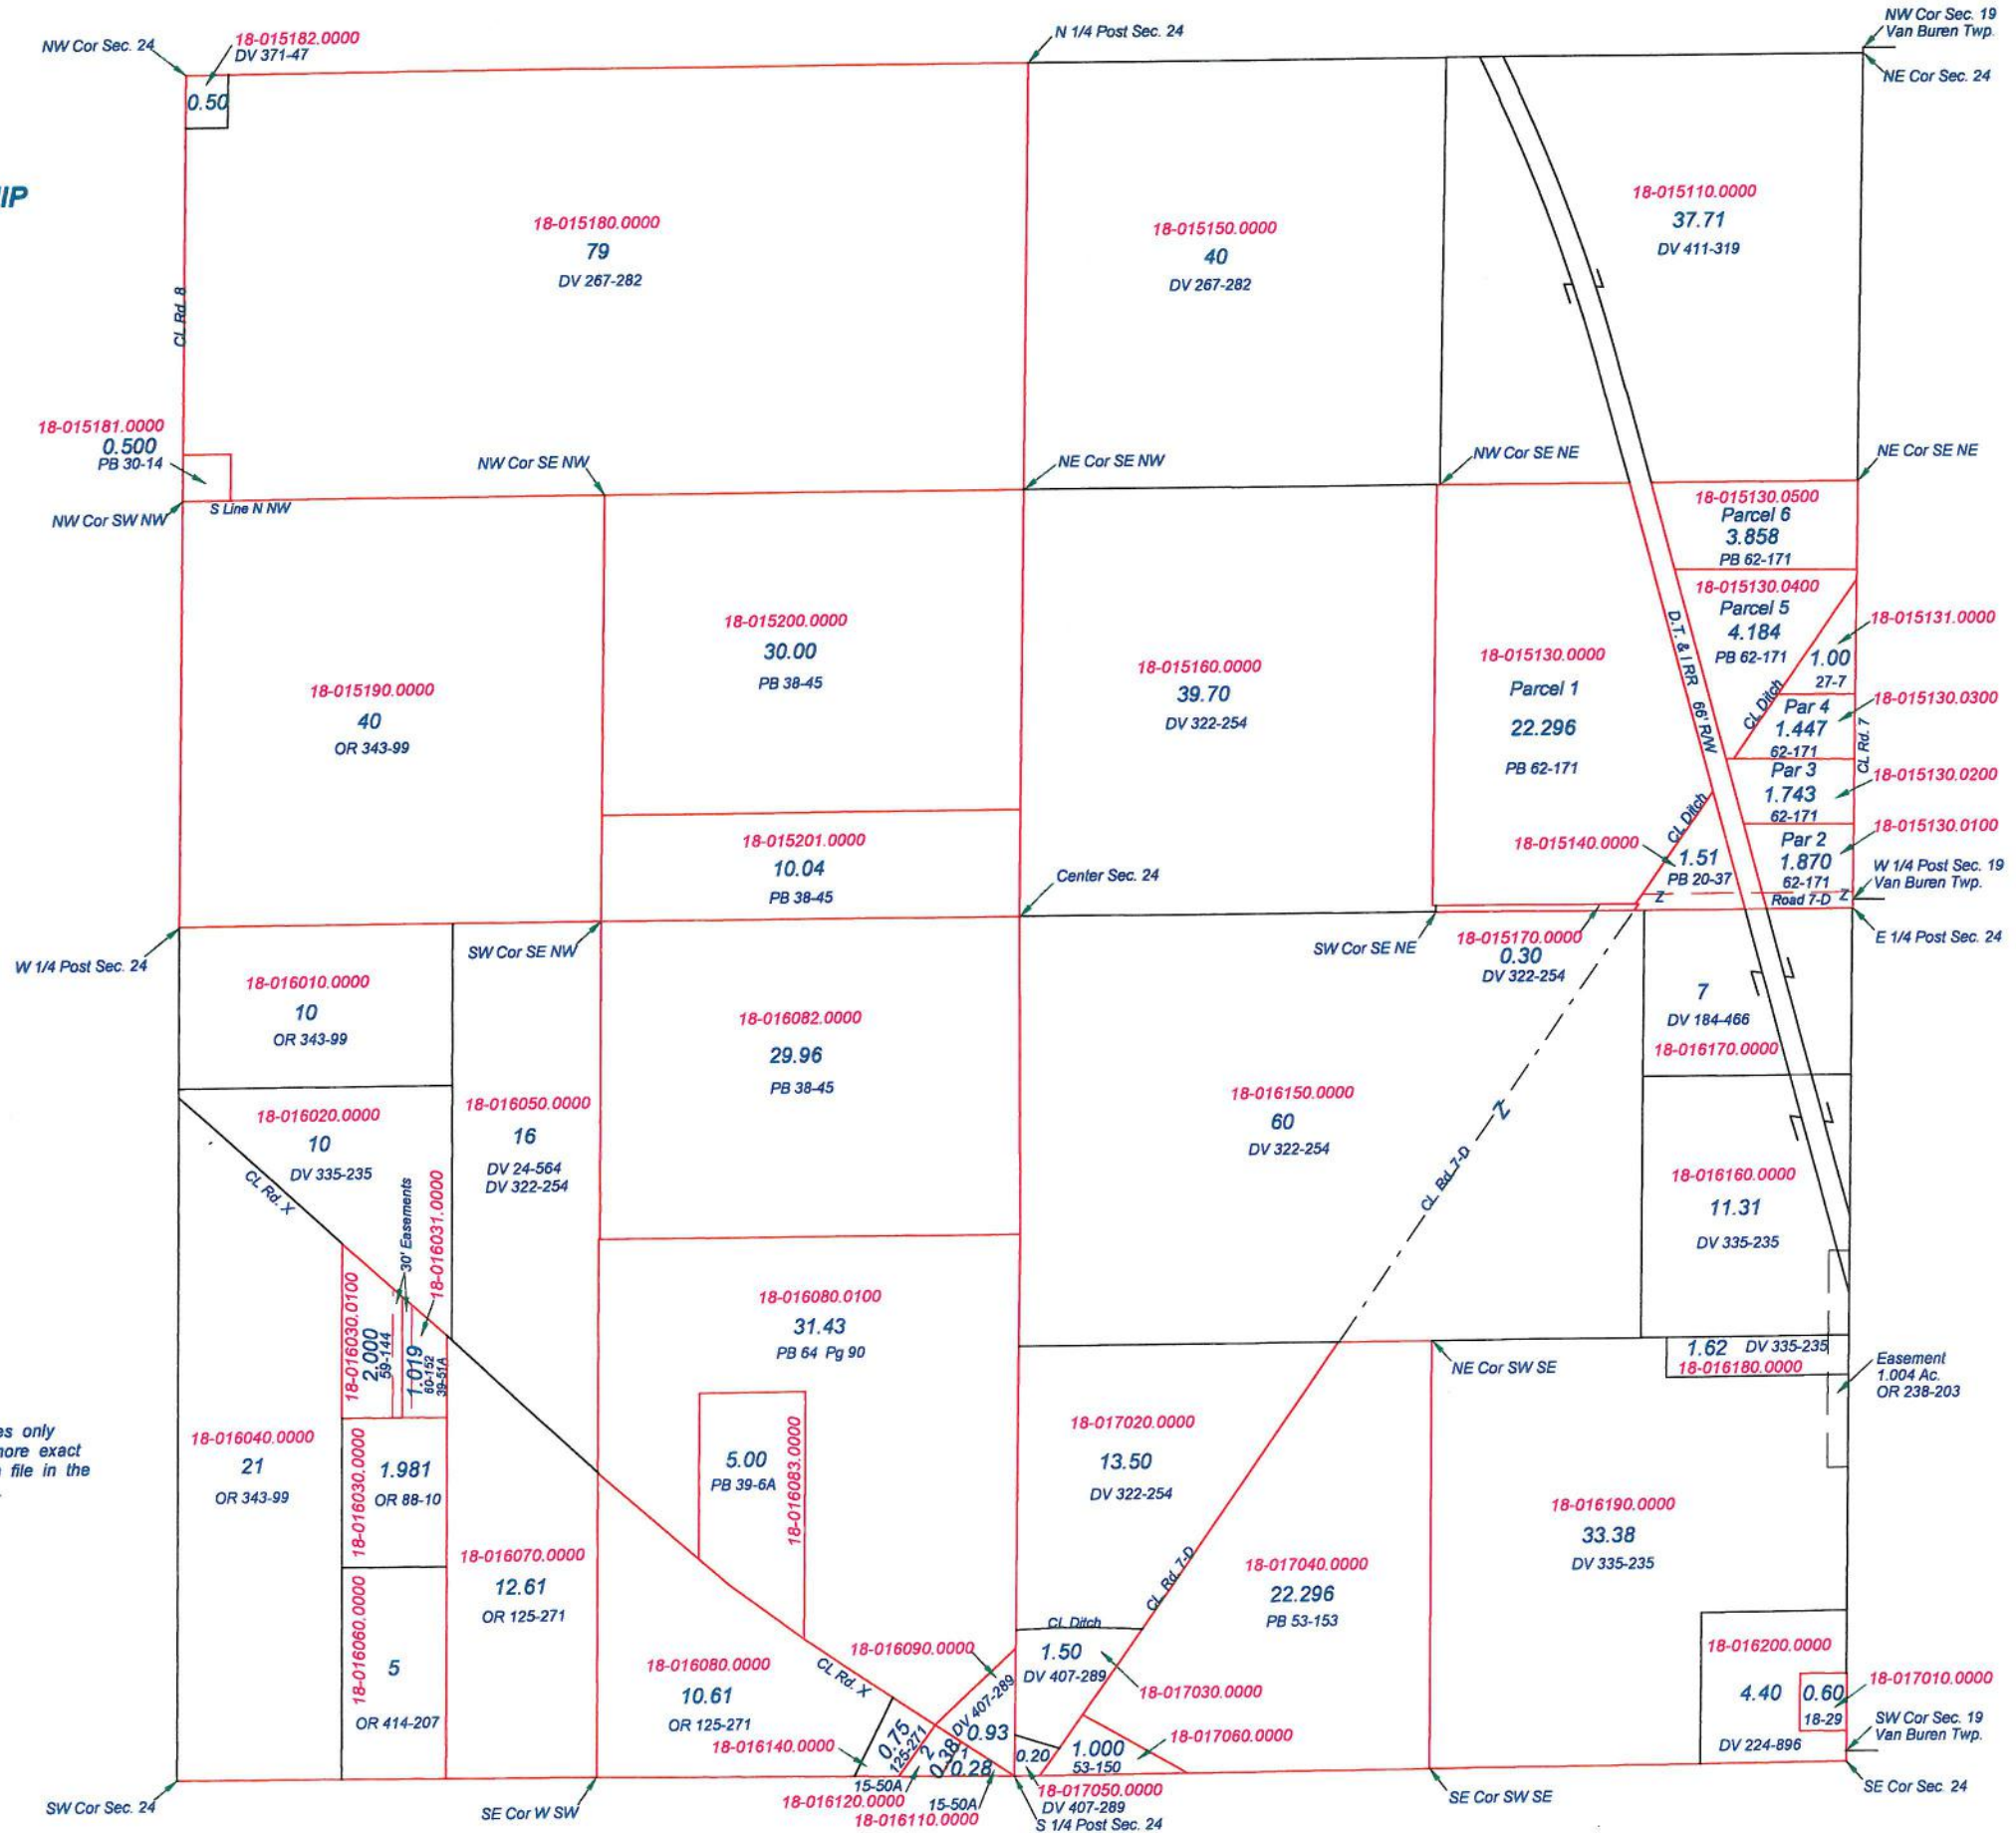 NW Cor Sec. 24
18-015182.0000
DV 371-47
0.50
N 1/4 Post Sec. 24
NW Cor Sec. 19
Van Buren Twp.
NE Cor Sec. 24
IP
18-015180.0000
79
DV 267-282
18-015150.0000
40
DV 267-282
18-015110.0000
37.71
DV 411-319
CL Rd. 8
18-015181.0000
0.500
PB 30-14
NW Cor SW NW
S Line N NW
NW Cor SE NW
NE Cor SE NW
NW Cor SE NE
NE Cor SE NE
18-015130.0500
Parcel 6
3.858
PB 62-171
18-015130.0400
Parcel 5
4.184
PB 62-171
18-015131.0000
1.00
27-7
CL Ditch
18-015130.0300
Par 4
1.447
62-171
CL Rd. 7
18-015130.0200
Par 3
1.743
62-171
18-015130.0100
Par 2
1.870
62-171
Road 7-D
Z
Z
W 1/4 Post Sec. 19
Van Buren Twp.
E 1/4 Post Sec. 24
D.T. & I RR 66' R/W
18-015190.0000
40
OR 343-99
18-015200.0000
30.00
PB 38-45
18-015201.0000
10.04
PB 38-45
18-015160.0000
39.70
DV 322-254
18-015130.0000
Parcel 1
22.296
PB 62-171
CL Ditch
18-015140.0000
1.51
PB 20-37
Center Sec. 24
W 1/4 Post Sec. 24
SW Cor SE NW
SW Cor SE NE
18-015170.0000
0.30
DV 322-254
7
DV 184-466
18-016170.0000
18-016010.0000
10
OR 343-99
18-016082.0000
29.96
PB 38-45
18-016020.0000
10
DV 335-235
18-016050.0000
16
DV 24-564
DV 322-254
18-016150.0000
60
DV 322-254
Z
CL Rd. 7-D
18-016160.0000
11.31
DV 335-235
CL Rd. X
30' Easements
18-016031.0000
18-016030.0100
2.000
59-144
1.019
60-152
39-51A
18-016080.0100
31.43
PB 64 Pg 90
NE Cor SW SE
1.62
DV 335-235
18-016180.0000
Easement
1.004 Ac.
OR 238-203
es only
more exact
file in the
18-016040.0000
21
OR 343-99
18-016030.0000
1.981
OR 88-10
5.00
PB 39-6A
18-016083.0000
18-017020.0000
13.50
DV 322-254
18-016190.0000
33.38
DV 335-235
18-016070.0000
12.61
OR 125-271
18-017040.0000
22.296
PB 53-153
CL Rd. 7-D
CL Ditch
18-016060.0000
5
OR 414-207
18-016080.0000
10.61
OR 125-271
CL Rd. X
18-016090.0000
DV 407-289
0.93
1.50
DV 407-289
18-017030.0000
18-016200.0000
4.40
DV 224-896
0.60
18-29
18-017010.0000
SW Cor Sec. 19
Van Buren Twp.
18-016140.0000
0.75
125-271
2
0.38
1
0.28
0.20
1.000
53-150
18-017060.0000
15-50A
18-016120.0000
15-50A
18-016110.0000
18-017050.0000
DV 407-289
S 1/4 Post Sec. 24
SW Cor Sec. 24
SE Cor W SW
SE Cor SW SE
SE Cor Sec. 24